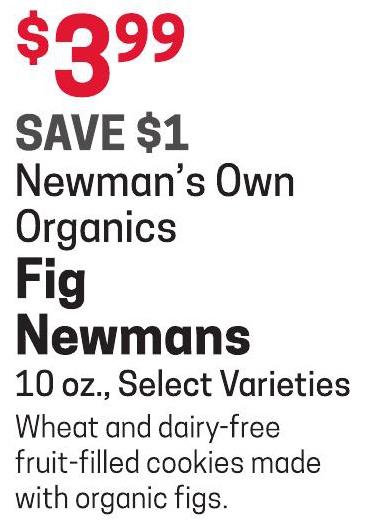 $3.99
SAVE $1
Newman's Own
Organics
Fig
Newmans
10 oz., Select Varieties
Wheat and dairy-free
fruit-filled cookies made
with organic figs.